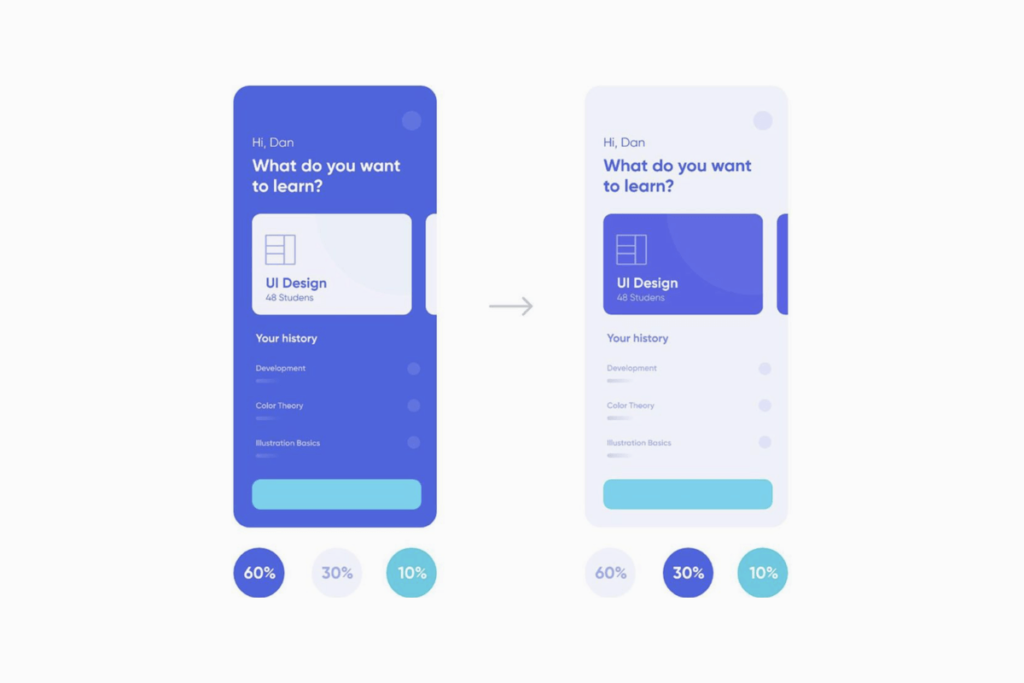 Hi, Dan
What do you want
to learn?
UI Design
48 Studens
Your history
Development
Color Theory
Illustration Basics
60%
30%
10%
Hi, Dan
What do you want
to learn?
UI Design
48 Studens
Your history
Development
Color Theory
Illustration Basics
60%
30%
10%